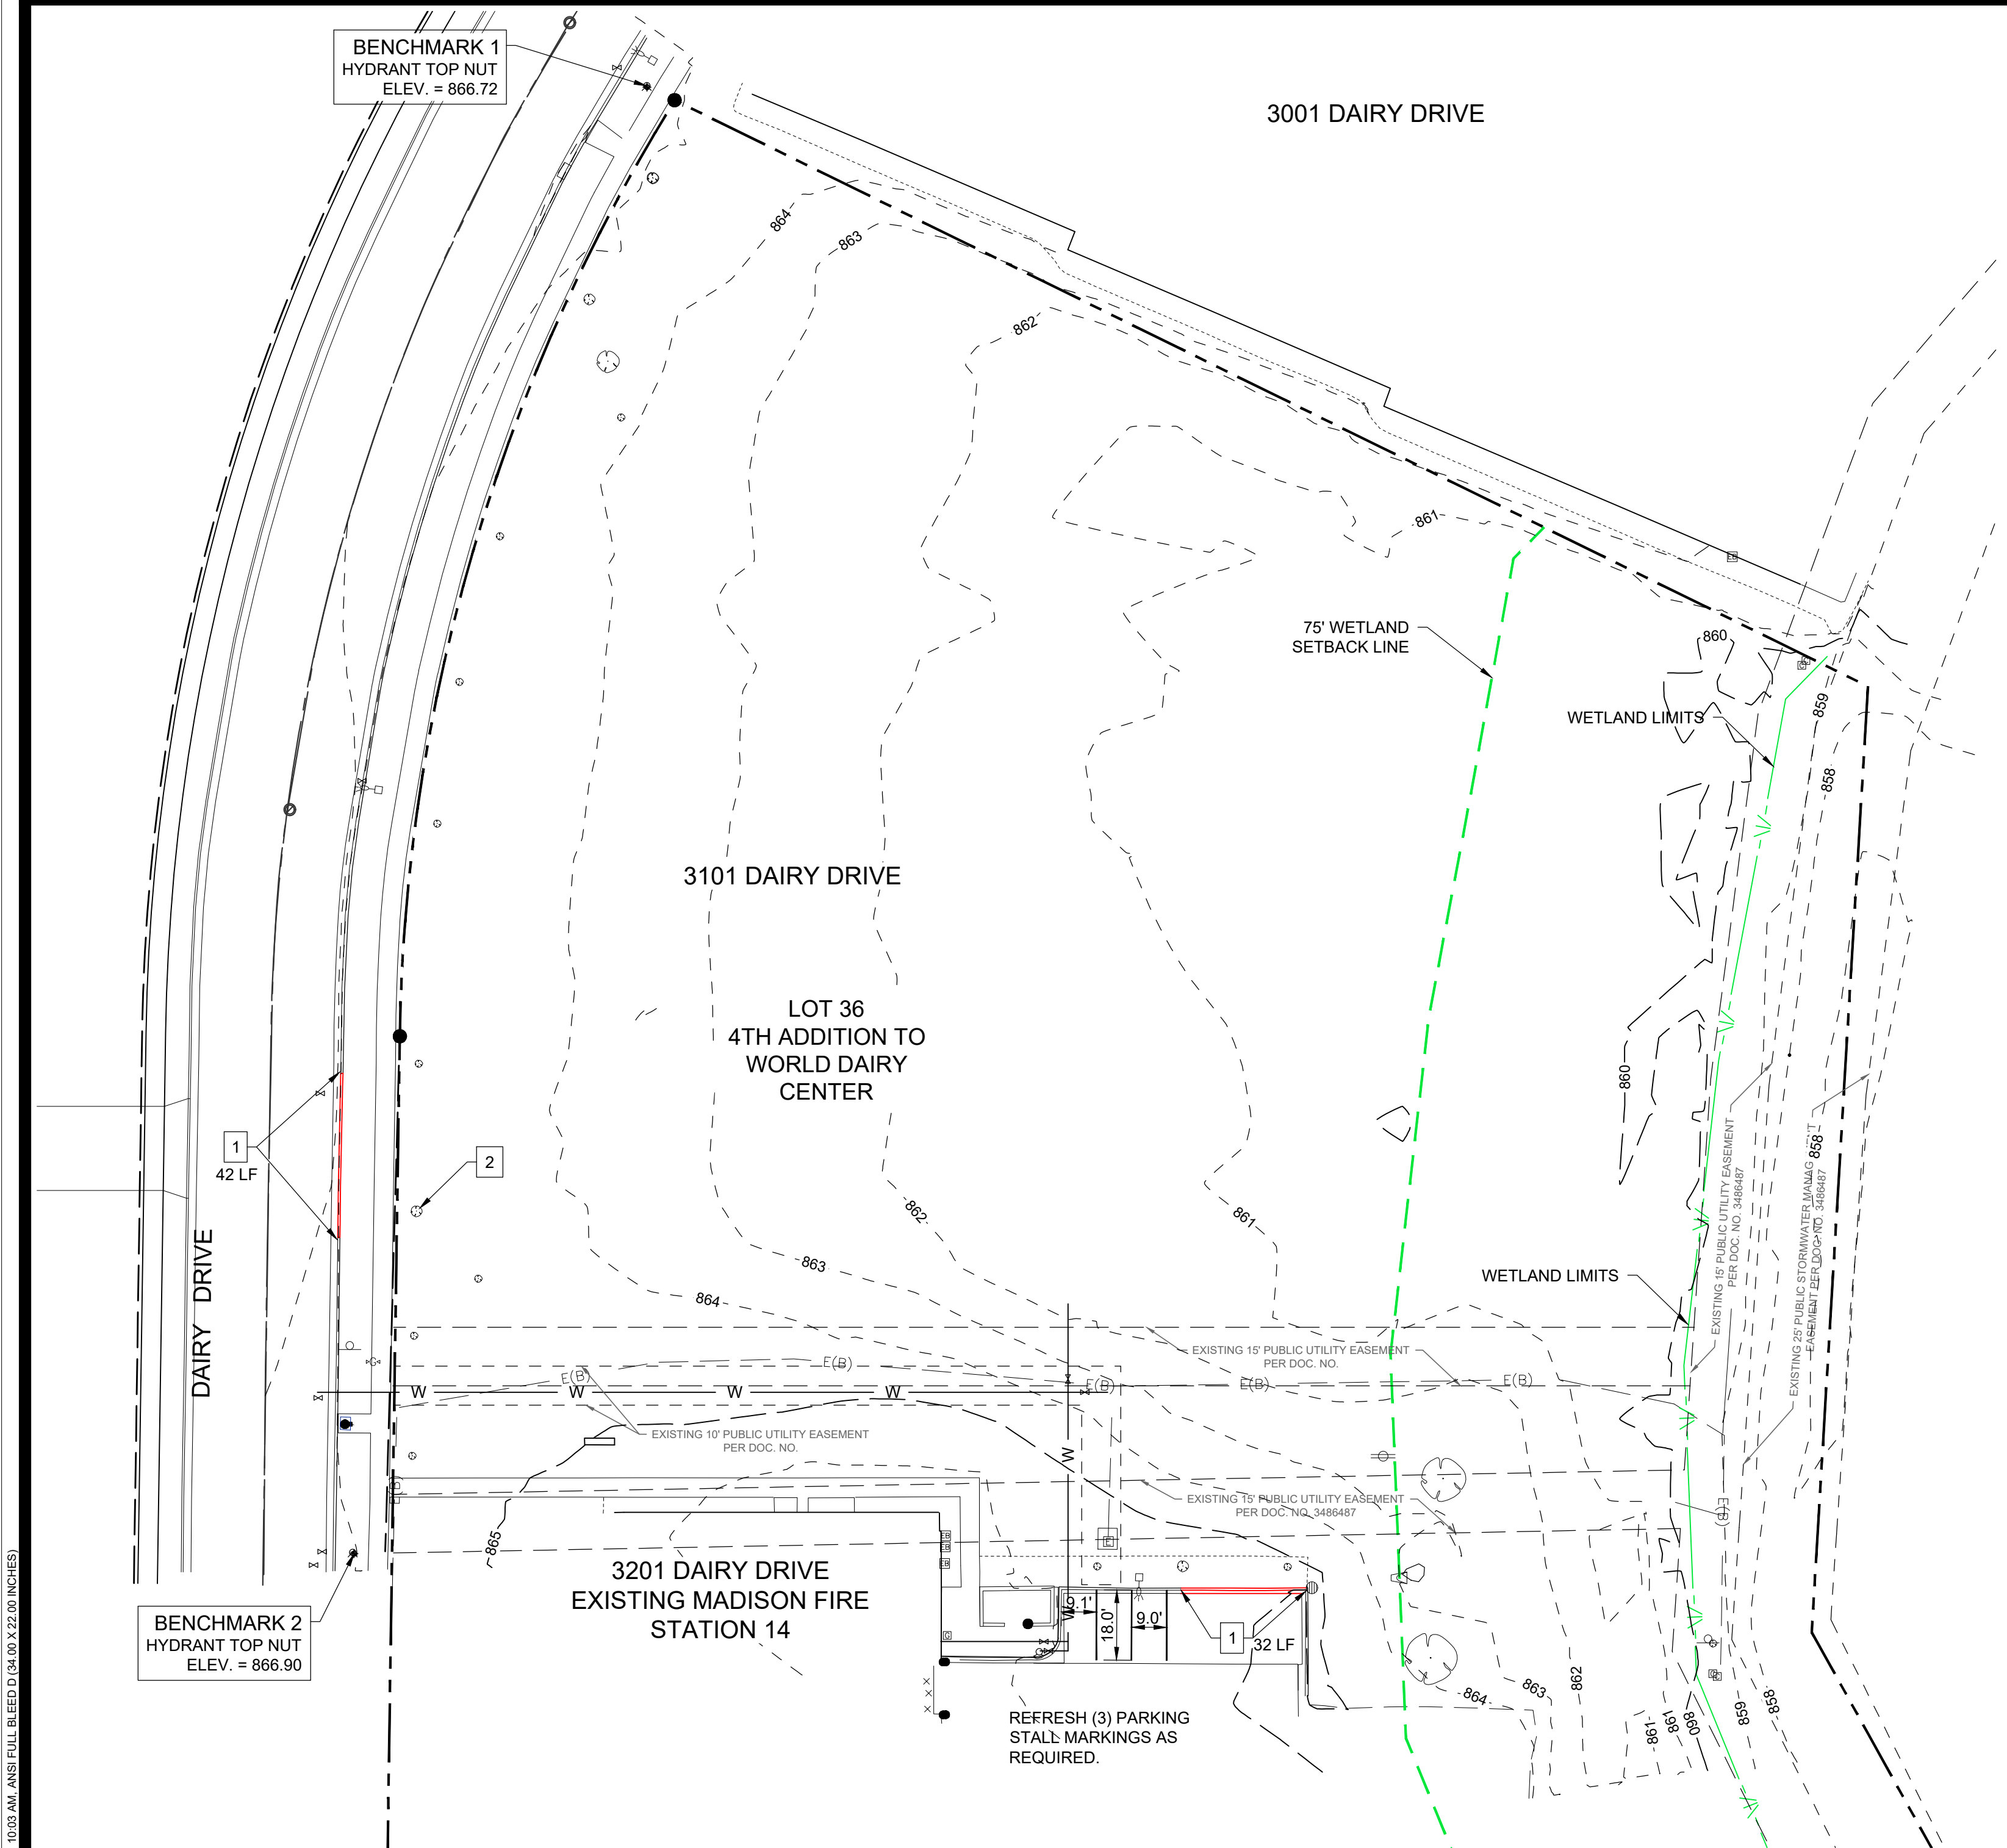 BENCHMARK 1
HYDRANT TOP NUT
ELEV. = 866.72
3001 DAIRY DRIVE
864
863
862
861
75' WETLAND
SETBACK LINE
860
WETLAND LIMITS
859
858
3101 DAIRY DRIVE
LOT 36
4TH ADDITION TO
WORLD DAIRY
CENTER
860
1
42 LF
2
DAIRY DRIVE
862
861
863
864
WETLAND LIMITS
EXISTING 15' PUBLIC UTILITY EASEMENT
PER DOC. NO. 3486487
858
EXISTING 25' PUBLIC STORMWATER MANAG
EASEMENT PER DOC. NO. 3486487
EXISTING 15' PUBLIC UTILITY EASEMENT
PER DOC. NO.
E(B)
E(B)
E(B)
E(B)
E(B)
W
W
W
W
EXISTING 10' PUBLIC UTILITY EASEMENT
PER DOC. NO.
W
E(B)
EXISTING 15' PUBLIC UTILITY EASEMENT
PER DOC. NO. 3486487
E(B)
865
EB
EB
EB
E
3201 DAIRY DRIVE
EXISTING MADISON FIRE
STATION 14
9.1'
18.0'
9.0'
W
1
32 LF
G
BENCHMARK 2
HYDRANT TOP NUT
ELEV. = 866.90
REFRESH (3) PARKING
STALL MARKINGS AS
REQUIRED.
864
863
862
861
861
860
859
858
10:03 AM, ANSI FULL BLEED D (34.00 X 22.00 INCHES)